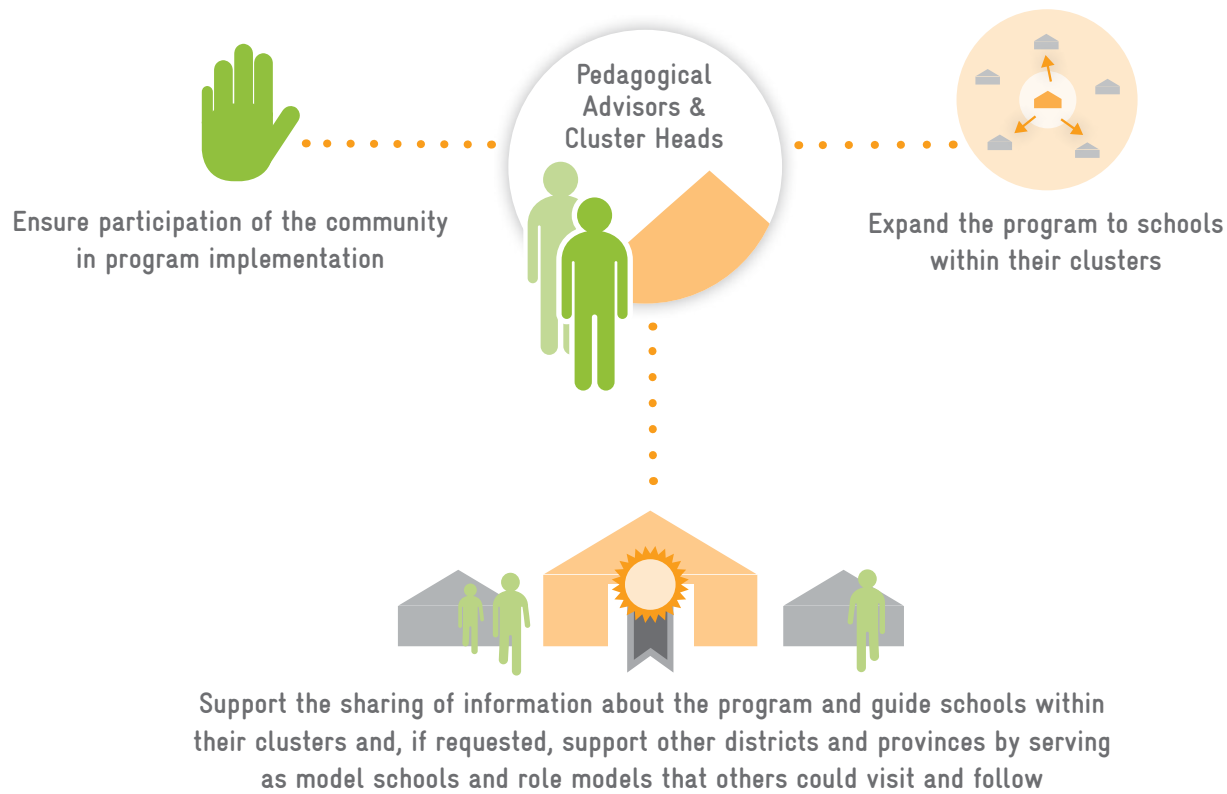 Pedagogical
Advisors &
Cluster Heads
Ensure participation of the community
in program implementation
Expand the program to schools
within their clusters
Support the sharing of information about the program and guide schools within
their clusters and, if requested, support other districts and provinces by serving
as model schools and role models that others could visit and follow